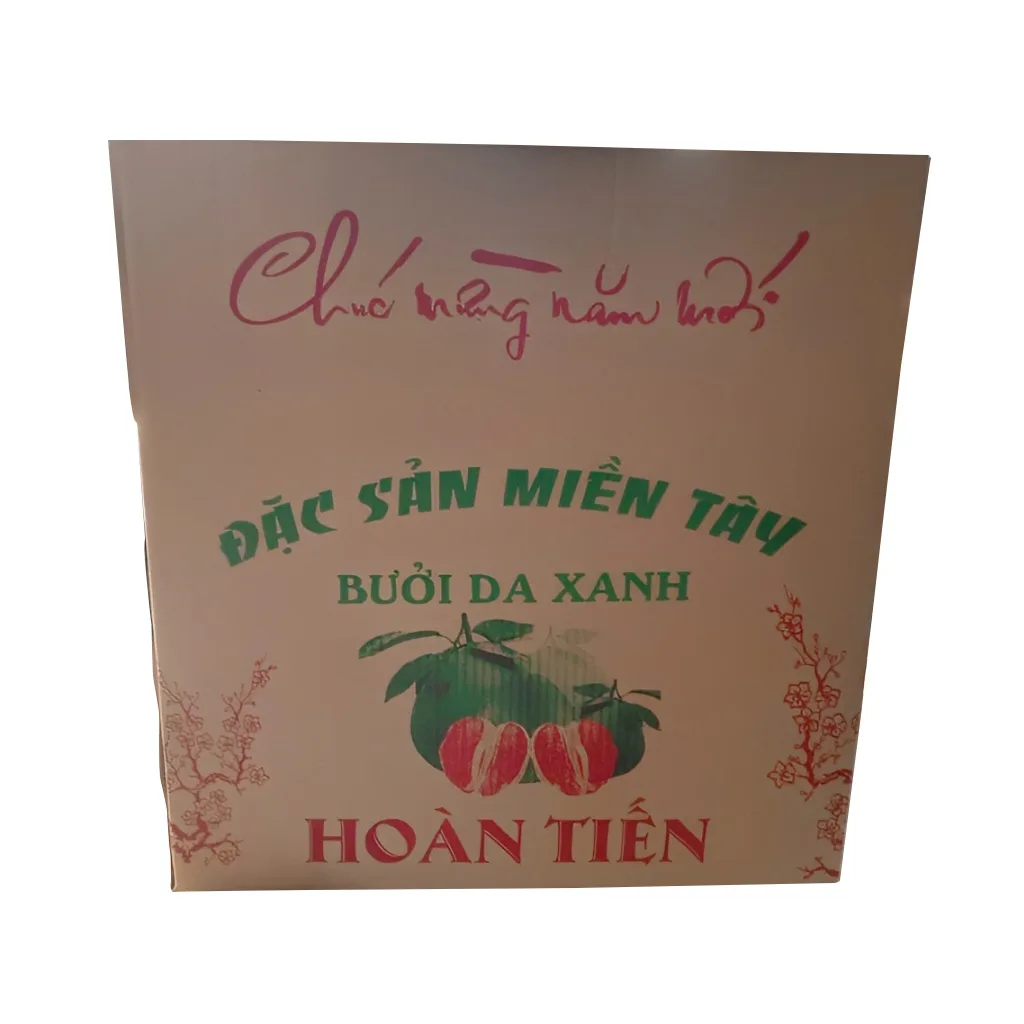 Chúc mừng năm mới
ĐẶC SẢN MIỀN TÂY
BƯỞI DA XANH
HOÀN TIẾN